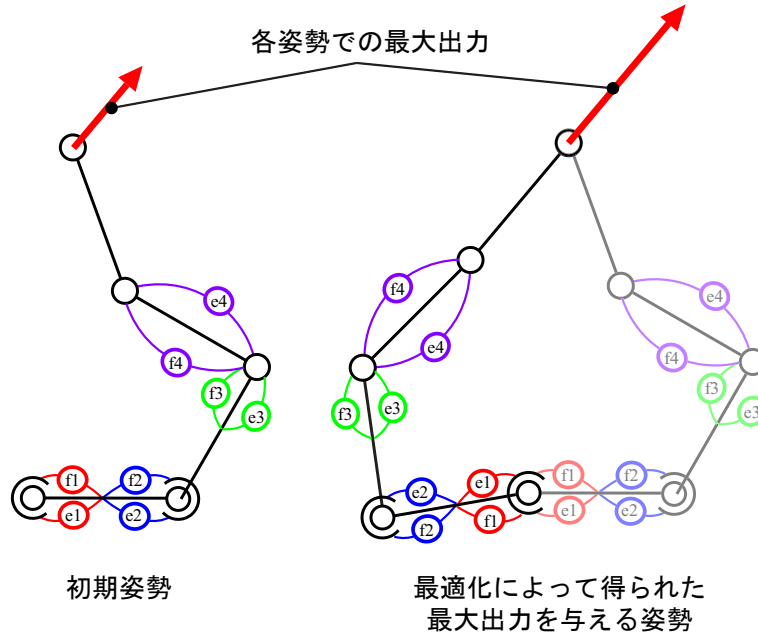 各姿勢での最大出力
e4
f4
f3
e3
f1
f2
e1
e2
初期姿勢
f4
e4
f3
e3
e2
e1
f2
f1
e4
f4
f3
e3
f1
f2
e1
e2
最適化によって得られた
最大出力を与える姿勢